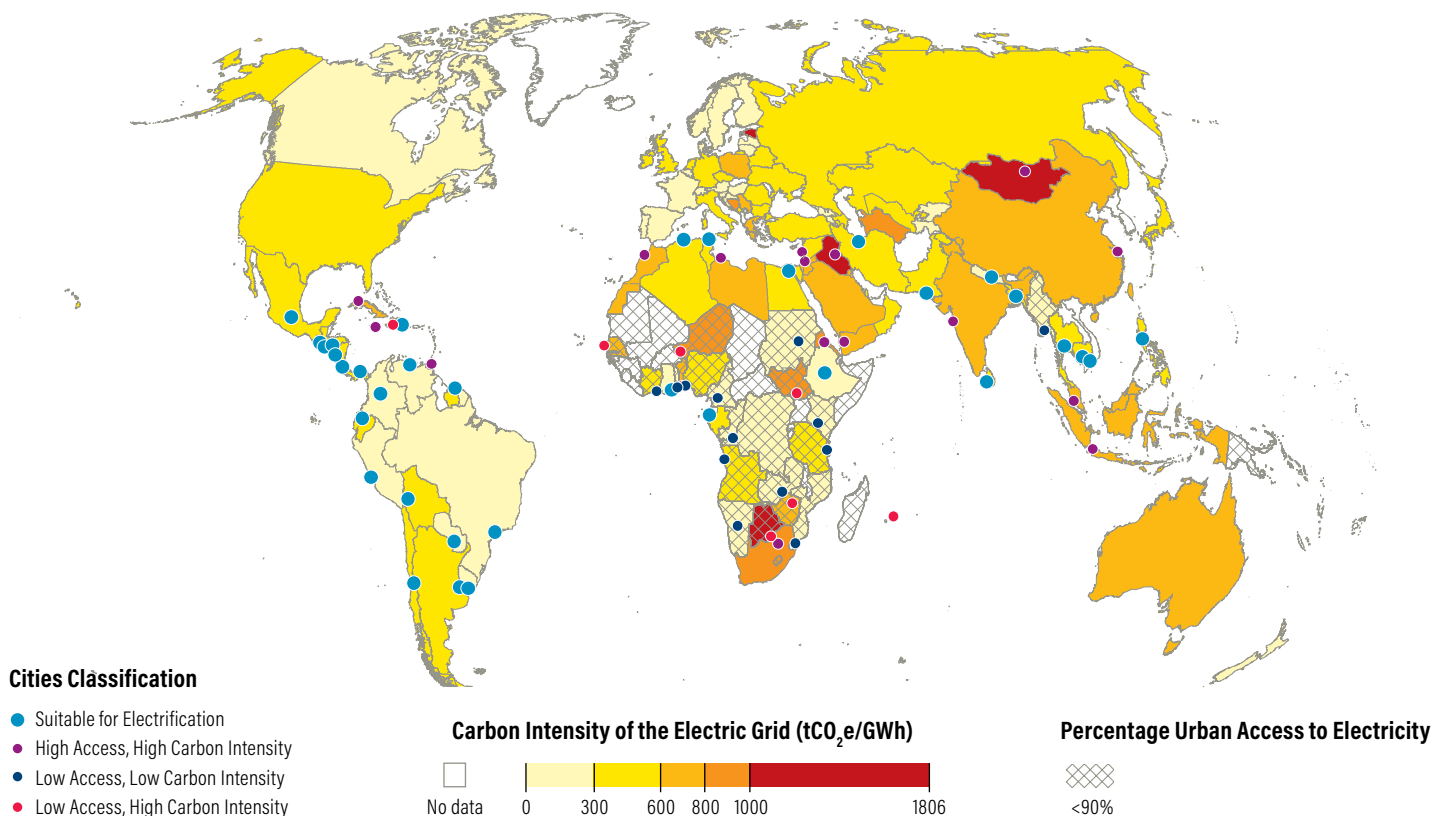 Cities Classification
Suitable for Electrification
High Access, High Carbon Intensity
Low Access, Low Carbon Intensity
Low Access, High Carbon Intensity
Carbon Intensity of the Electric Grid (tCO2e/GWh)
No data 0 300 600 800 1000 1806
Percentage Urban Access to Electricity
<90%